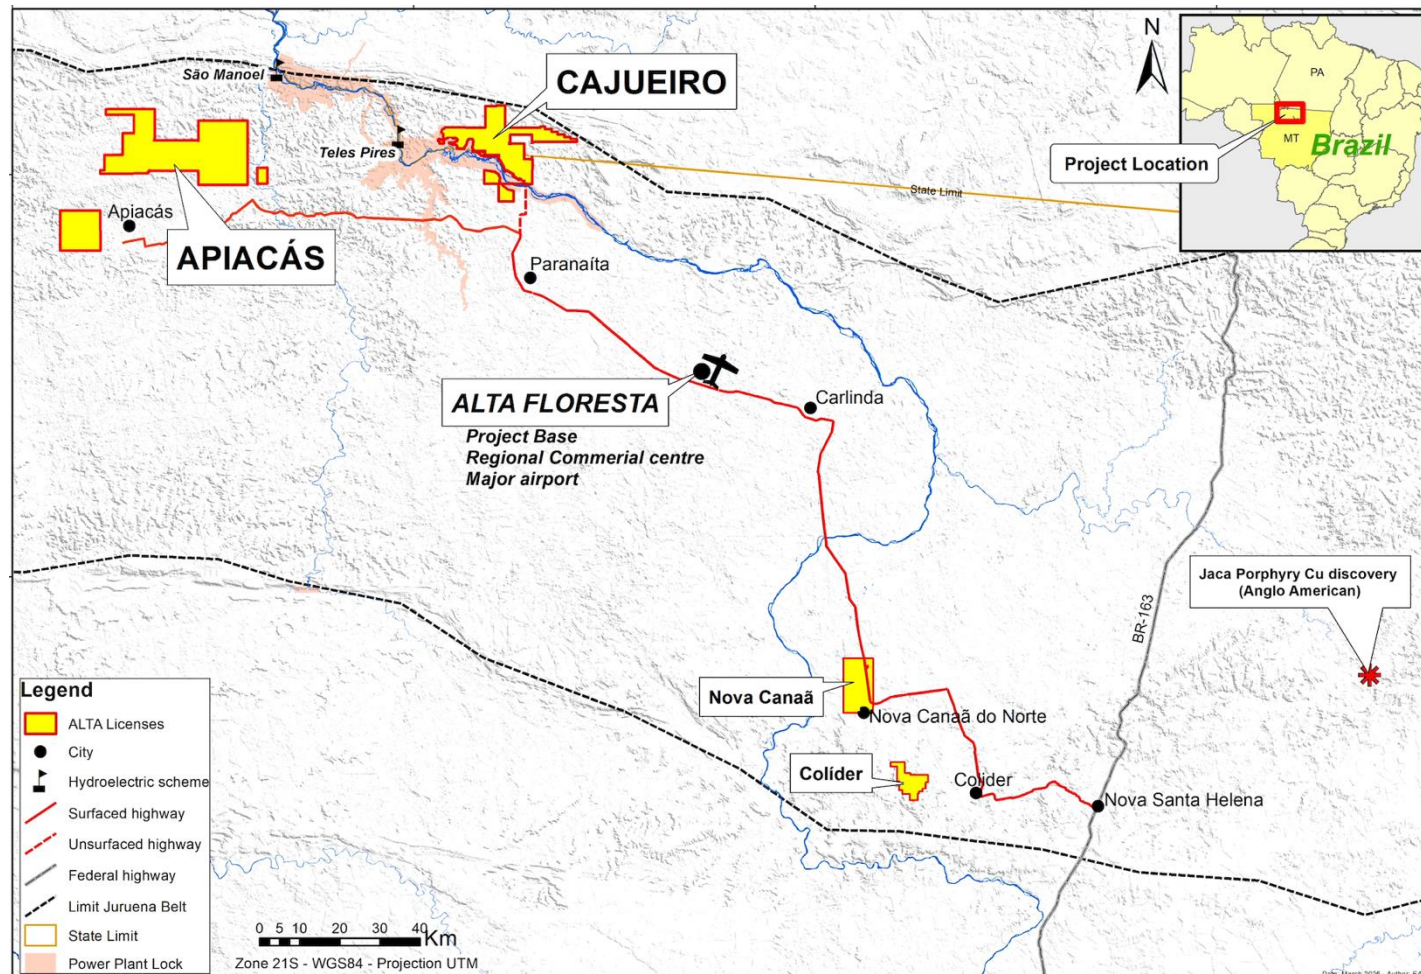 N
PA
MT
Brazil
Project Location
São Manoel
CAJUEIRO
Teles Pires
State Limit
Apiacás
APIACÁS
Paranaíta
ALTA FLORESTA
Project Base
Regional Commerial centre
Major airport
Carlinda
Jaca Porphyry Cu discovery
(Anglo American)
BR-163
Nova Canaã
Nova Canaã do Norte
Colíder
Colider
Nova Santa Helena
Legend
ALTA Licenses
City
Hydroelectric scheme
Surfaced highway
Unsurfaced highway
Federal highway
Limit Juruena Belt
State Limit
Power Plant Lock
0 5 10 20 30 40
Km
Zone 21S - WGS84 - Projection UTM